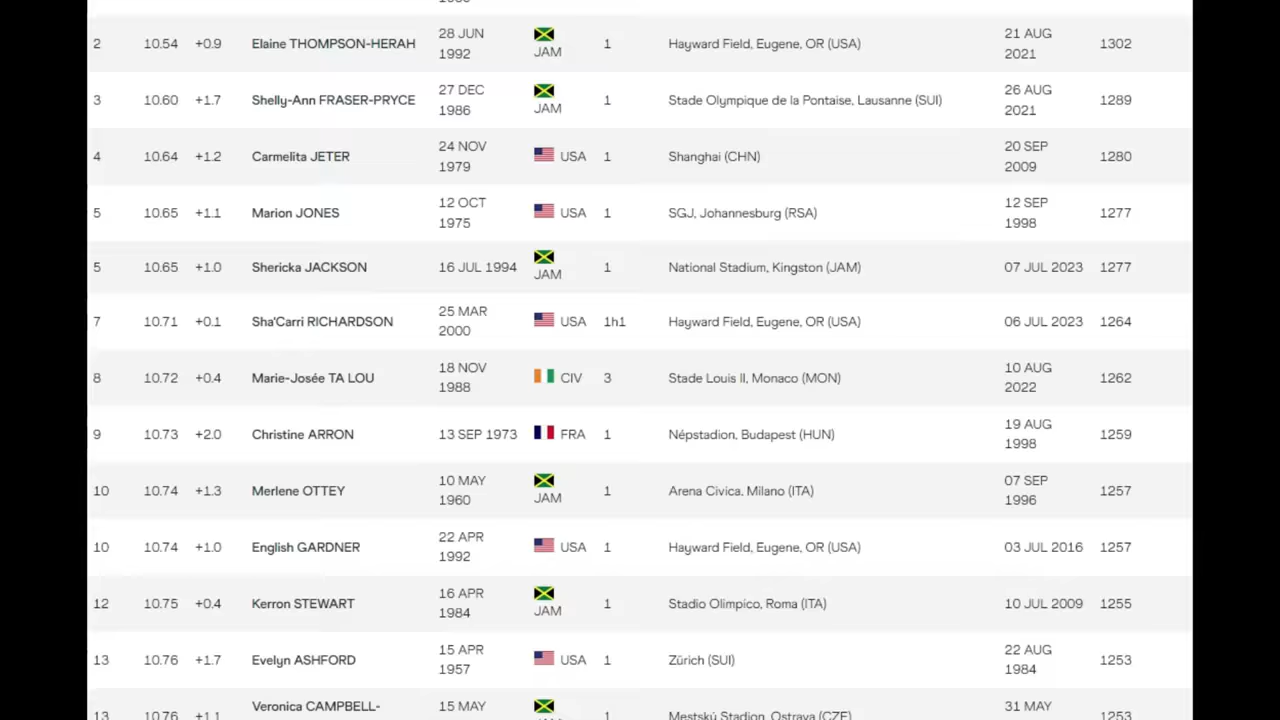 2 10.54 +0.9 Elaine THOMPSON-HERAH 28 JUN 1992 JAM 1 Hayward Field, Eugene, OR (USA) 21 AUG 2021 1302
3 10.60 +1.7 Shelly-Ann FRASER-PRYCE 27 DEC 1986 JAM 1 Stade Olympique de la Pontaise, Lausanne (SUI) 26 AUG 2021 1289
4 10.64 +1.2 Carmelita JETER 24 NOV 1979 USA 1 Shanghai (CHN) 20 SEP 2009 1280
5 10.65 +1.1 Marion JONES 12 OCT 1975 USA 1 SGJ, Johannesburg (RSA) 12 SEP 1998 1277
5 10.65 +1.0 Shericka JACKSON 16 JUL 1994 JAM 1 National Stadium, Kingston (JAM) 07 JUL 2023 1277
7 10.71 +0.1 Sha'Carri RICHARDSON 25 MAR 2000 USA 1h1 Hayward Field, Eugene, OR (USA) 06 JUL 2023 1264
8 10.72 +0.4 Marie-Josée TA LOU 18 NOV 1988 CIV 3 Stade Louis II, Monaco (MON) 10 AUG 2022 1262
9 10.73 +2.0 Christine ARRON 13 SEP 1973 FRA 1 Népstadion, Budapest (HUN) 19 AUG 1998 1259
10 10.74 +1.3 Merlene OTTEY 10 MAY 1960 JAM 1 Arena Civica, Milano (ITA) 07 SEP 1996 1257
10 10.74 +1.0 English GARDNER 22 APR 1992 USA 1 Hayward Field, Eugene, OR (USA) 03 JUL 2016 1257
12 10.75 +0.4 Kerron STEWART 16 APR 1984 JAM 1 Stadio Olimpico, Roma (ITA) 10 JUL 2009 1255
13 10.76 +1.7 Evelyn ASHFORD 15 APR 1957 USA 1 Zürich (SUI) 22 AUG 1984 1253
13 10.76 +1.1 Veronica CAMPBELL- 15 MAY 1 Mestský Stadion, Ostrava (CZE) 31 MAY 1253